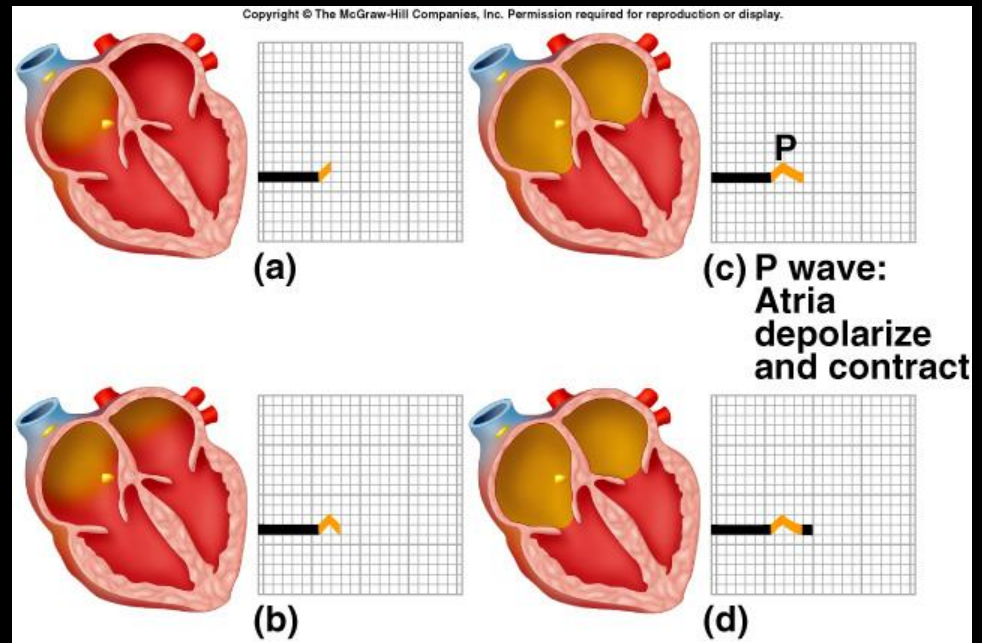 Copyright © The McGraw-Hill Companies, Inc. Permission required for reproduction or display.
(a)
P
(c) P wave:
Atria
depolarize
and contract
(b)
(d)